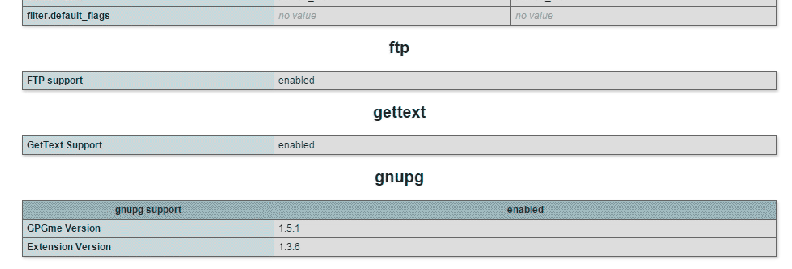 filter.default_flags no value no value
ftp
FTP support enabled
gettext
GetText Support enabled
gnupg
gnupg support enabled
GPGme Version 1.5.1
Extension Version 1.3.6